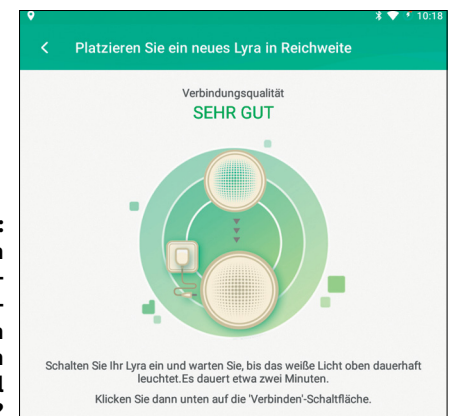 10:18
Platzieren Sie ein neues Lyra in Reichweite
Verbindungsqualität
SEHR GUT
Schalten Sie Ihr Lyra ein und warten Sie, bis das weiße Licht oben dauerhaft
leuchtet.Es dauert etwa zwei Minuten.
Klicken Sie dann unten auf die 'Verbinden'-Schaltfläche.